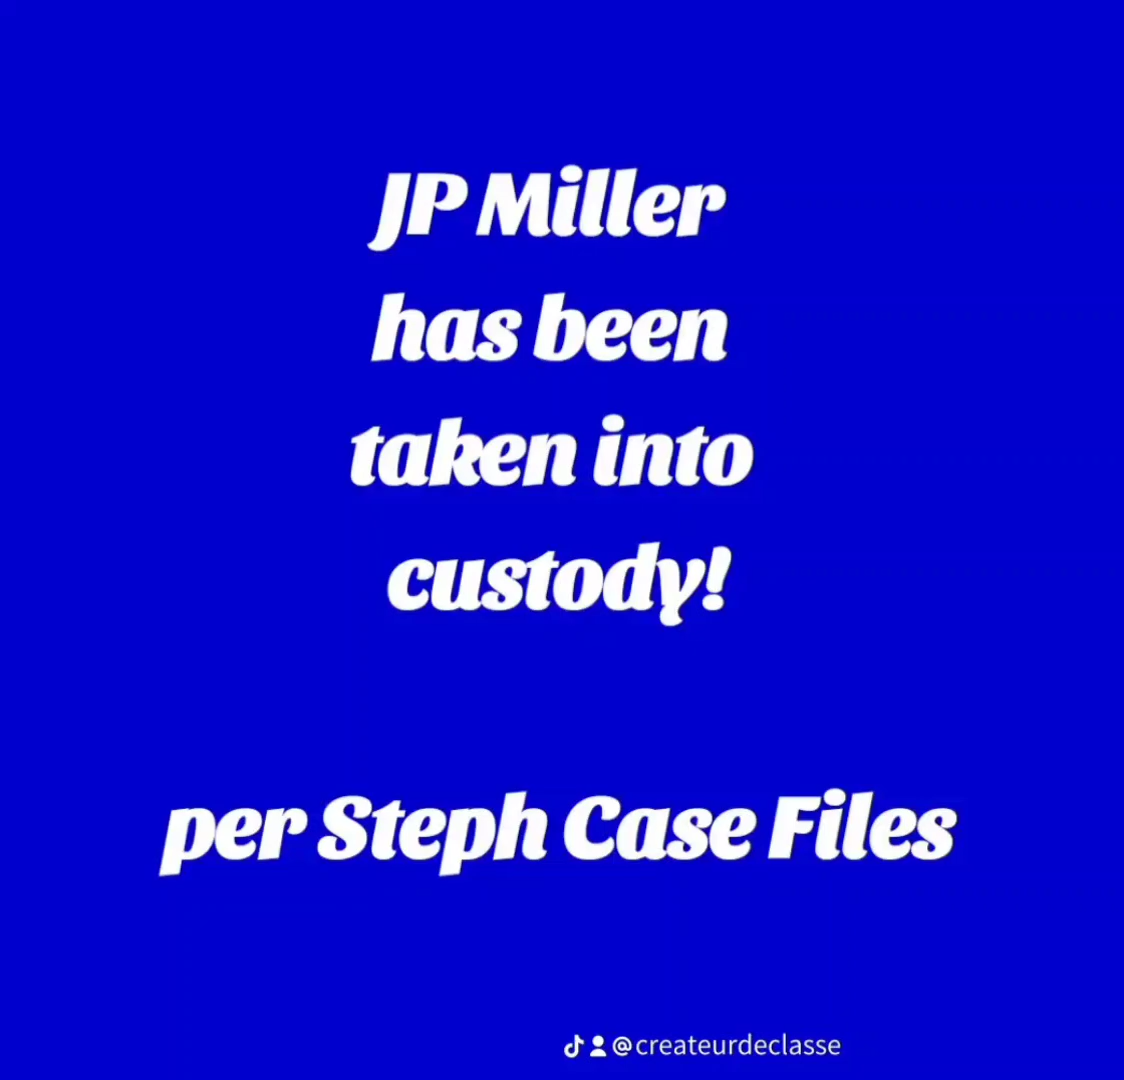 JP Miller
has been
taken into
custody!
per Steph Case Files
@createurdeclasse